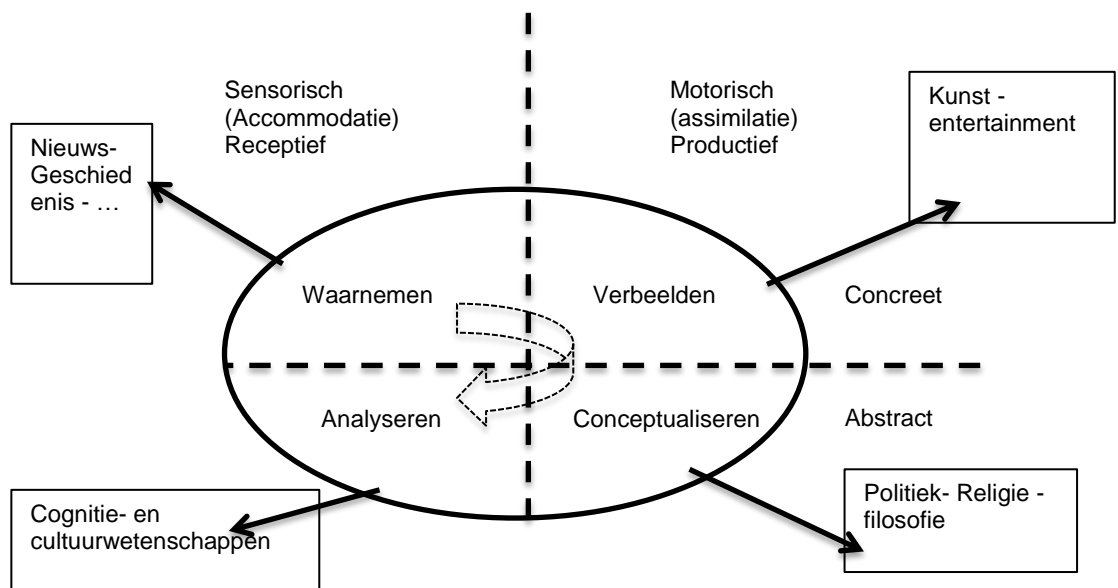 Sensorisch
(Accommodatie)
Receptief
Motorisch
(assimilatie)
Productief
Kunst -
entertainment
Nieuws-
Geschied
enis - …
Waarnemen
Verbeelden
Concreet
Analyseren
Conceptualiseren
Abstract
Cognitie- en
cultuurwetenschappen
Politiek- Religie -
filosofie